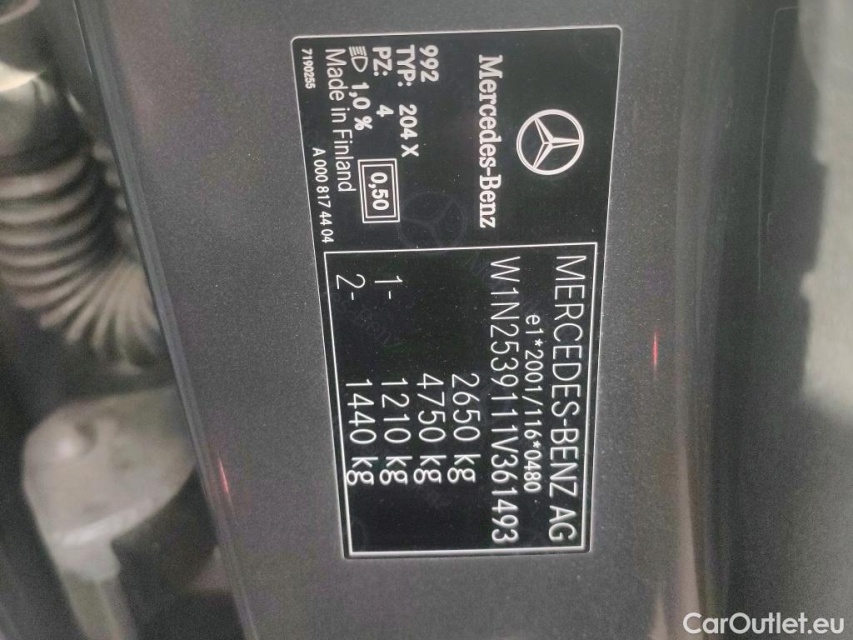 Mercedes-Benz
992
TYP: 204 X
PZ: 4
1,0 %
0,50
Made in Finland
7190255
A 000 817 44 04
MERCEDES-BENZ AG
e1*2001/116*0480
W1N2539111V361493
2650 kg
4750 kg
1- 1210 kg
2- 1440 kg
CarOutlet.eu